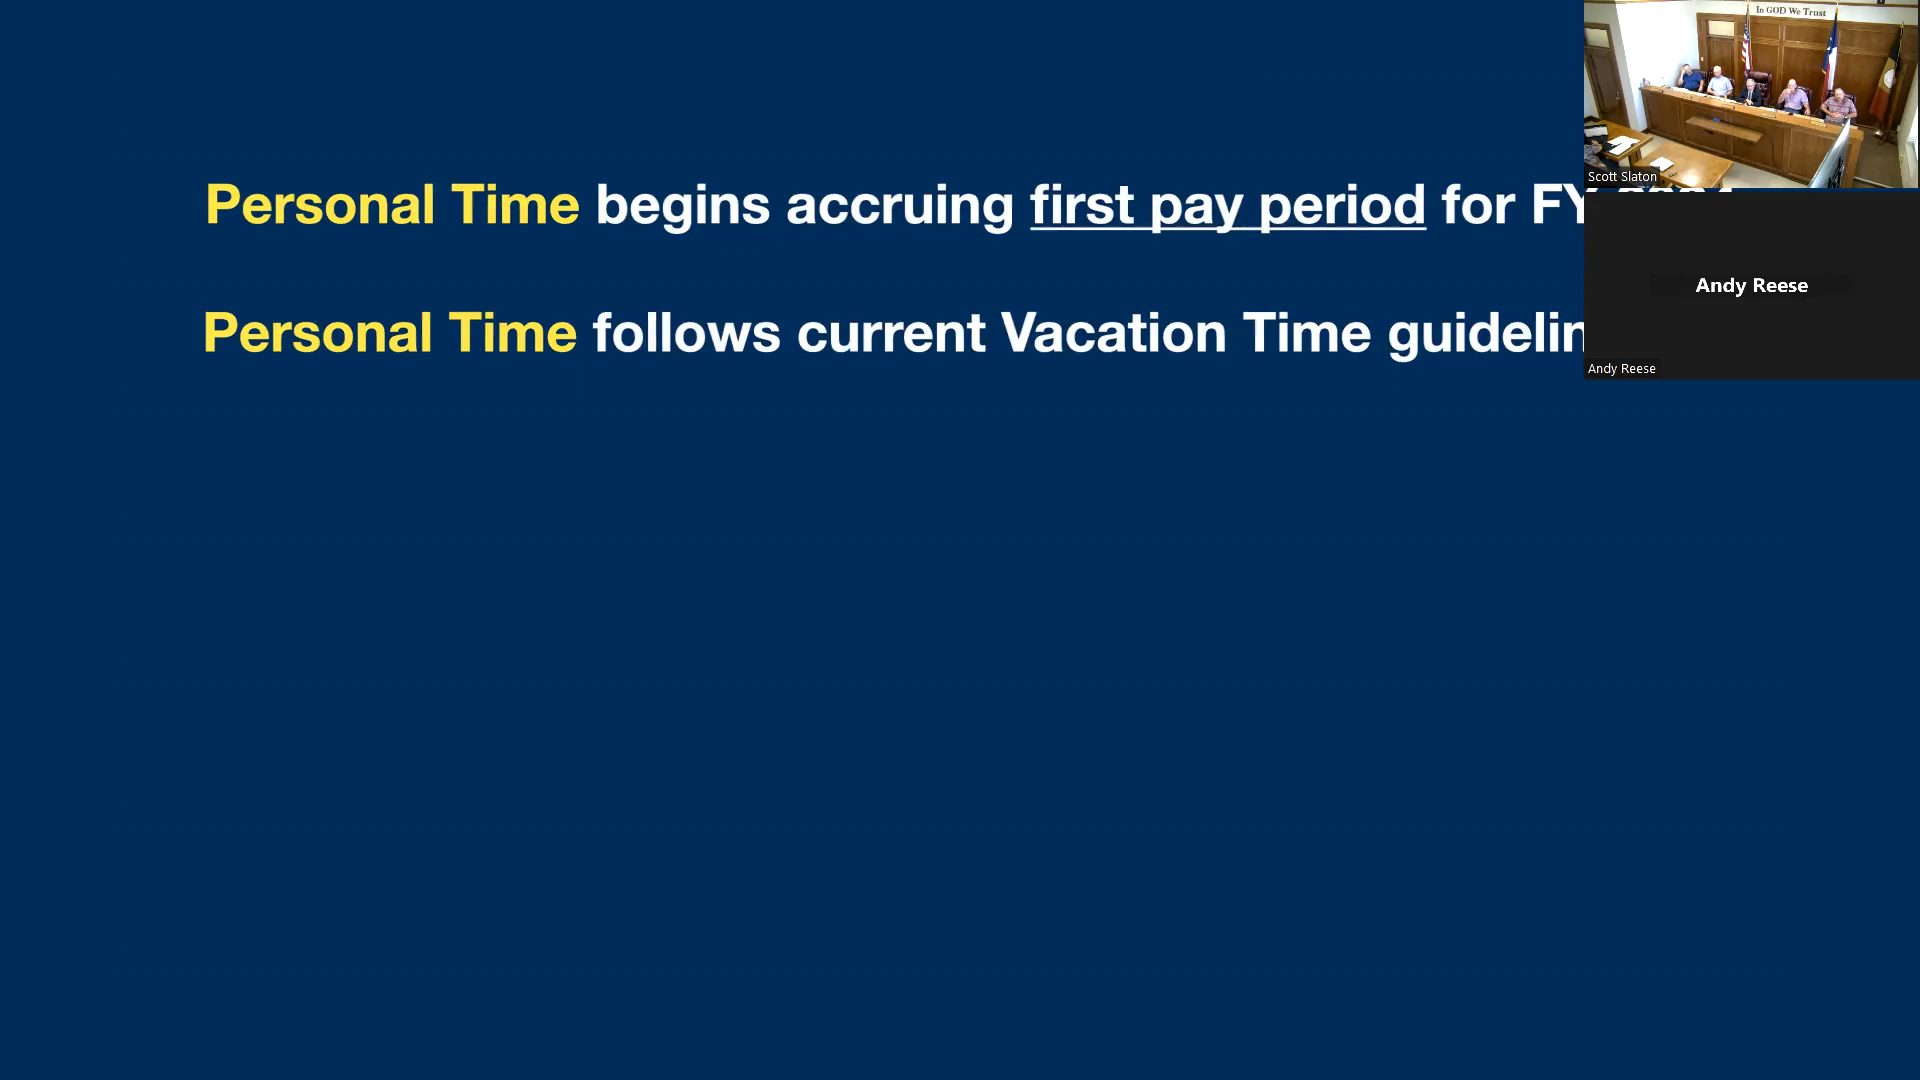 In GOD We Trust
Scott Slaton
Personal Time begins accruing first pay period for FY
Andy Reese
Personal Time follows current Vacation Time guidelin
Andy Reese